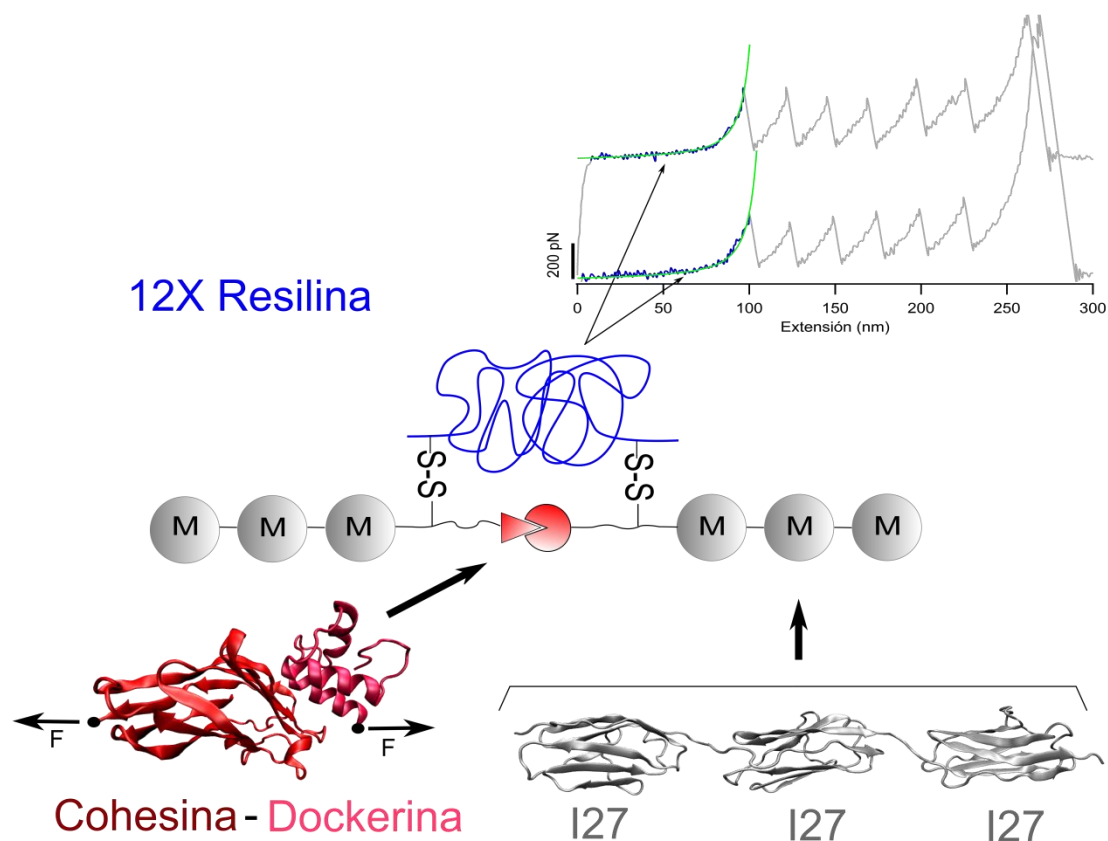 200 pN
0 50 100 150 200 250 300
Extensión (nm)
12X Resilina
S-S S-S
M M M M M M
F F
Cohesina - Dockerina
I27 I27 I27